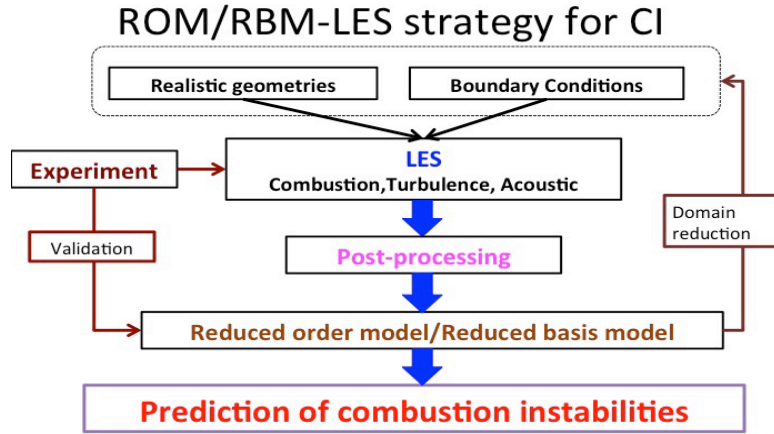 ROM/RBM-LES strategy for CI
Realistic geometries
Boundary Conditions
LES
Combustion,Turbulence, Acoustic
Experiment
Domain
reduction
Validation
Post-processing
Reduced order model/Reduced basis model
Prediction of combustion instabilities